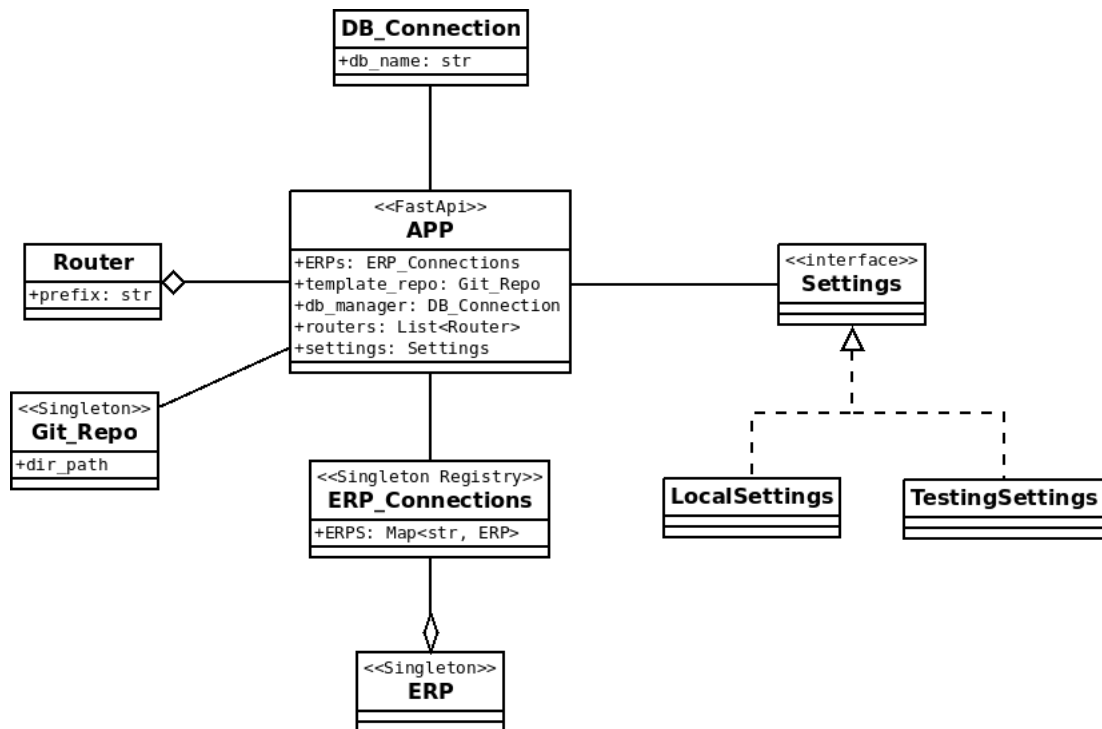 DB_Connection
+db_name: str
<<FastApi>>
APP
+ERPs: ERP_Connections
+template_repo: Git_Repo
+db_manager: DB_Connection
+routers: List<Router>
+settings: Settings
Router
+prefix: str
<<interface>>
Settings
<<Singleton>>
Git_Repo
+dir_path
<<Singleton Registry>>
ERP_Connections
+ERPS: Map<str, ERP>
LocalSettings
TestingSettings
<<Singleton>>
ERP